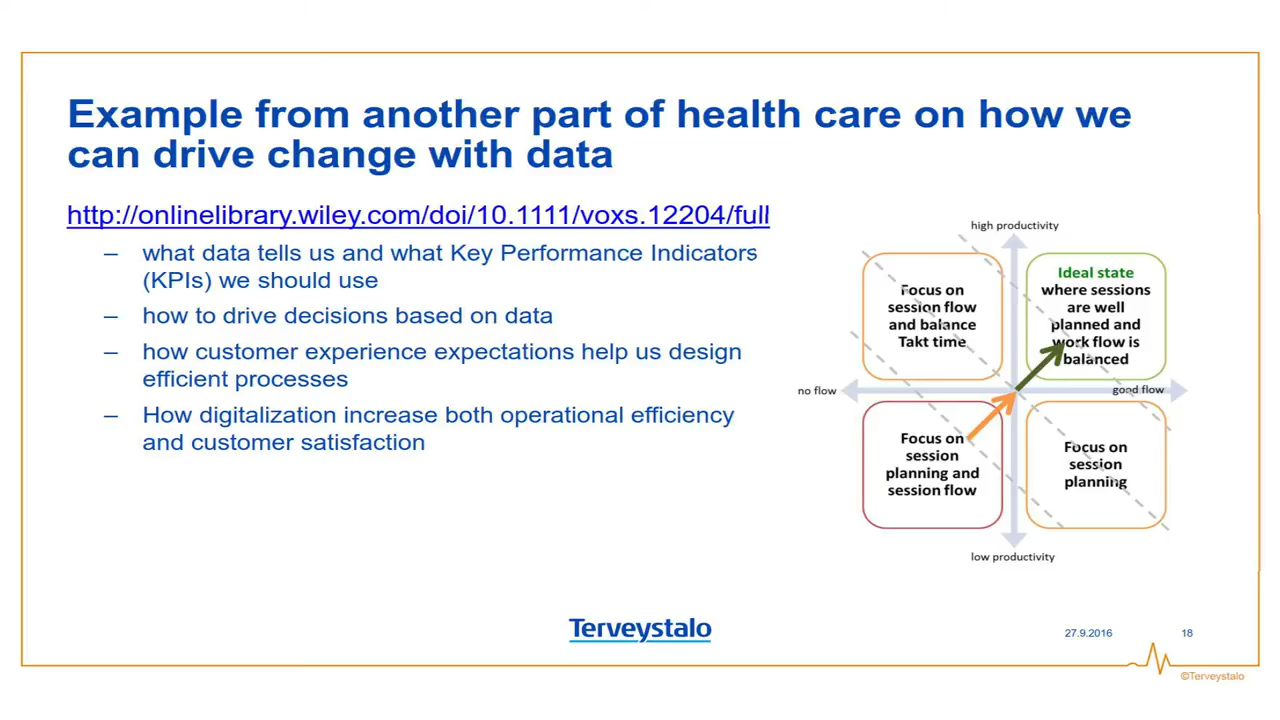 Example from another part of health care on how we
can drive change with data
http://onlinelibrary.wiley.com/doi/10.1111/voxs.12204/full
– what data tells us and what Key Performance Indicators
(KPIs) we should use
– how to drive decisions based on data
– how customer experience expectations help us design
efficient processes
– How digitalization increase both operational efficiency
and customer satisfaction
high productivity
Focus on
session flow
and balance
Takt time
Ideal state
where sessions
are well
planned and
work flow is
balanced
no flow
good flow
Focus on
session
planning and
session flow
Focus on
session
planning
low productivity
Terveystalo
27.9.2016
18
©Terveystalo